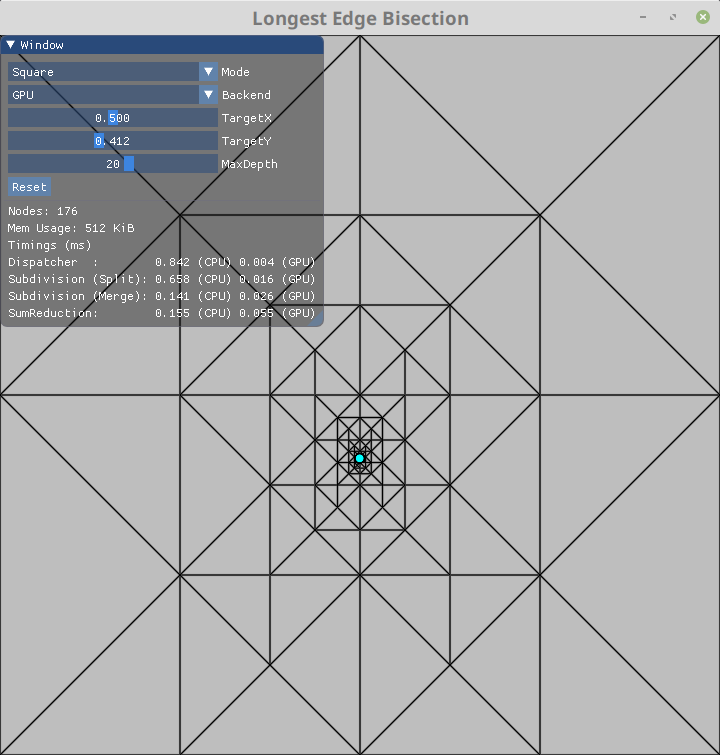 Longest Edge Bisection
Window
Square Mode
GPU Backend
0.500 TargetX
0.412 TargetY
20 MaxDepth
Reset
Nodes: 176
Mem Usage: 512 KiB
Timings (ms)
Dispatcher  :        0.842 (CPU) 0.004 (GPU)
Subdivision (Split): 0.658 (CPU) 0.016 (GPU)
Subdivision (Merge): 0.141 (CPU) 0.026 (GPU)
SumReduction:        0.155 (CPU) 0.055 (GPU)